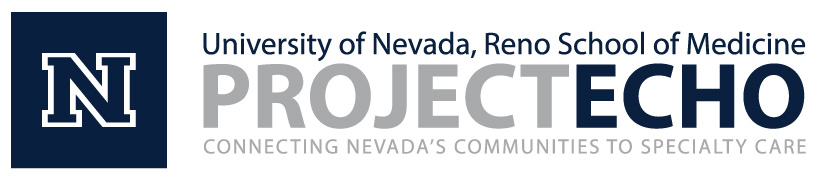 N
University of Nevada, Reno School of Medicine
PROJECTECHO
CONNECTING NEVADA'S COMMUNITIES TO SPECIALTY CARE